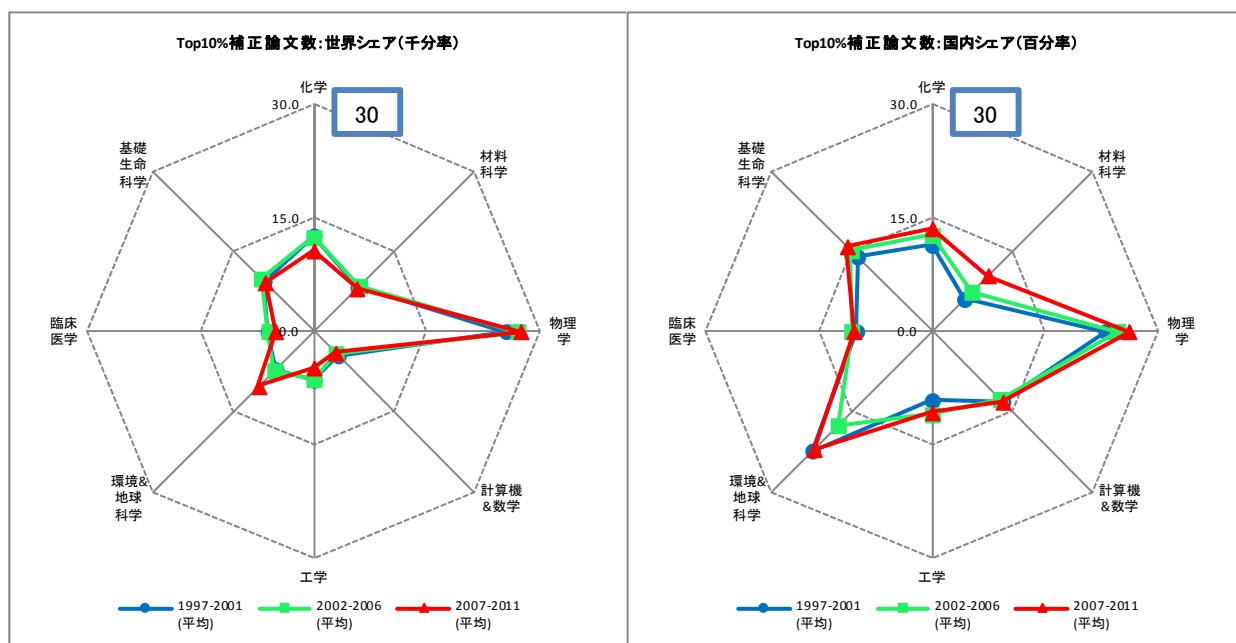 Top10%補正論文数:世界シェア(千分率)
化学
30.0
30
基礎
生命
科学
材料
科学
15.0
臨床
医学
0.0
物理
学
環境&
地球
科学
計算機
&数学
工学
1997-2001
(平均)
2002-2006
(平均)
2007-2011
(平均)
Top10%補正論文数:国内シェア(百分率)
化学
30.0
30
基礎
生命
科学
材料
科学
15.0
臨床
医学
0.0
物理
学
環境&
地球
科学
計算機
&数学
工学
1997-2001
(平均)
2002-2006
(平均)
2007-2011
(平均)